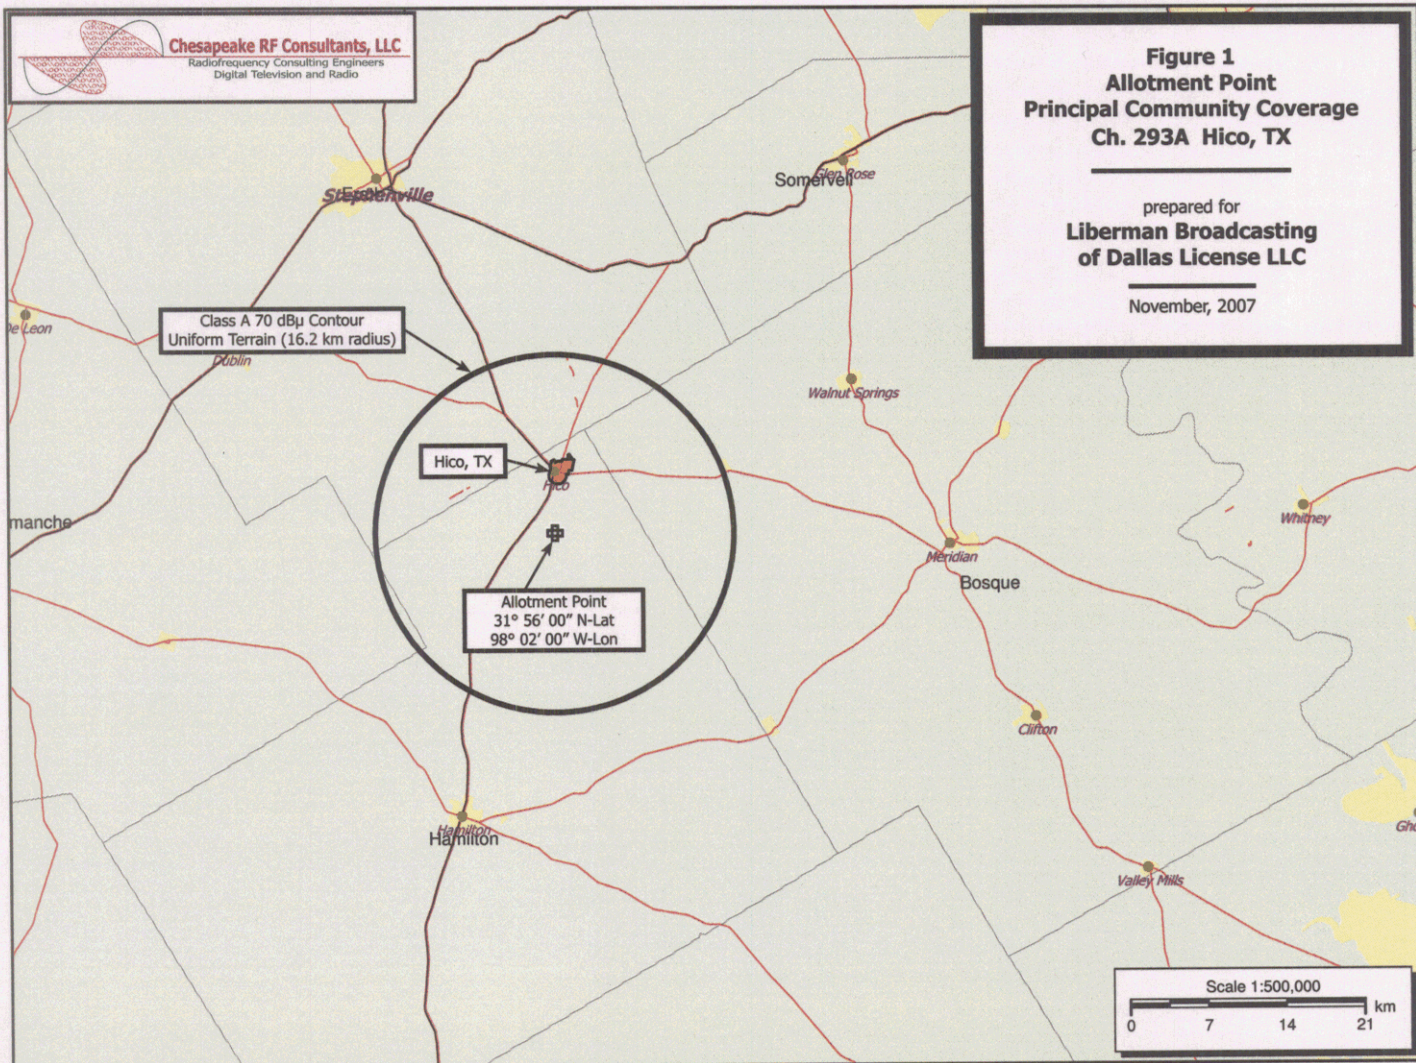 Chesapeake RF Consultants, LLC
Radiofrequency Consulting Engineers
Digital Television and Radio
Figure 1
Allotment Point
Principal Community Coverage
Ch. 293A Hico, TX
prepared for
Liberman Broadcasting
of Dallas License LLC
November, 2007
Stephenville
Erath
Glen Rose
Somervell
De Leon
Class A 70 dBµ Contour
Uniform Terrain (16.2 km radius)
Dublin
Walnut Springs
Hico, TX
Hico
manche
Whitney
Meridian
Bosque
Allotment Point
31° 56' 00" N-Lat
98° 02' 00" W-Lon
Clifton
Hamilton
Hamilton
Gho
Valley Mills
Scale 1:500,000
km
0 7 14 21